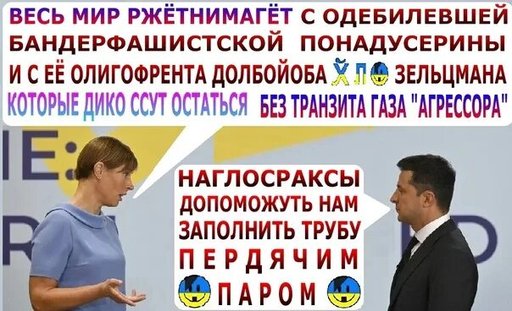 ВЕСЬ МИР РЖЁТНИМАГЁТ С ОДЕБИЛЕВШЕЙ
БАНДЕРФАШИСТСКОЙ ПОНАДУСЕРИНЫ
И С ЕЁ ОЛИГОФРЕНТА ДОЛБОЙОБА ЗЕЛЬЦМАНА
КОТОРЫЕ ДИКО ССУТ ОСТАТЬСЯ БЕЗ ТРАНЗИТА ГАЗА "АГРЕССОРА"
НАГЛОСРАКСЫ
ДОПОМОЖУТЬ НАМ
ЗАПОЛНИТЬ ТРУБУ
ПЕРДЯЧИМ
ПАРОМ